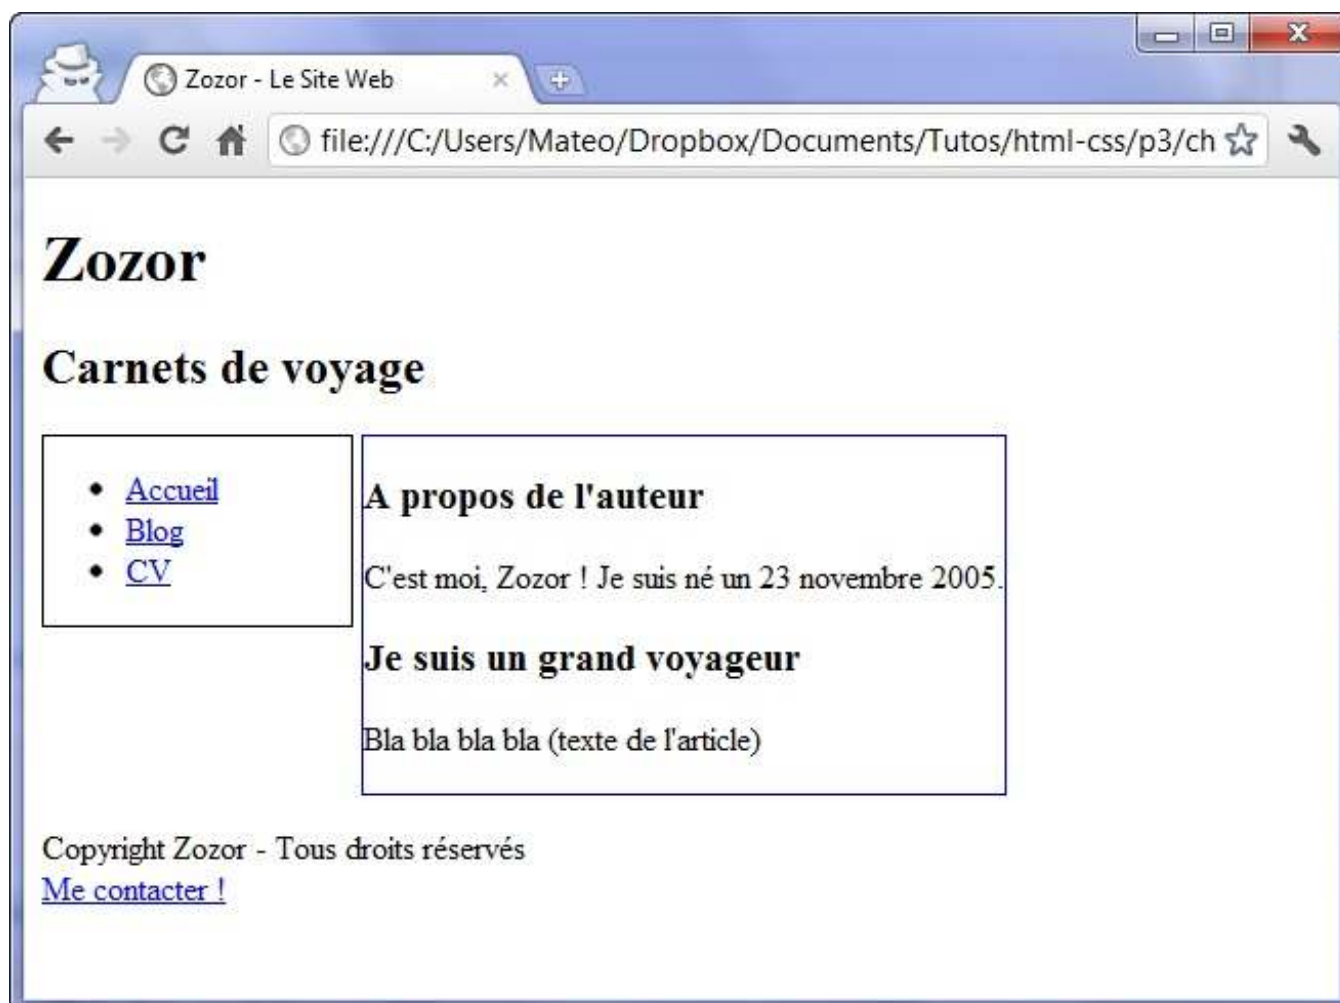 Zozor - Le Site Web
file:///C:/Users/Mateo/Dropbox/Documents/Tutos/html-css/p3/ch
Zozor
Carnets de voyage
Accueil
Blog
CV
A propos de l'auteur
C'est moi, Zozor ! Je suis né un 23 novembre 2005.
Je suis un grand voyageur
Bla bla bla bla (texte de l'article)
Copyright Zozor - Tous droits réservés
Me contacter !